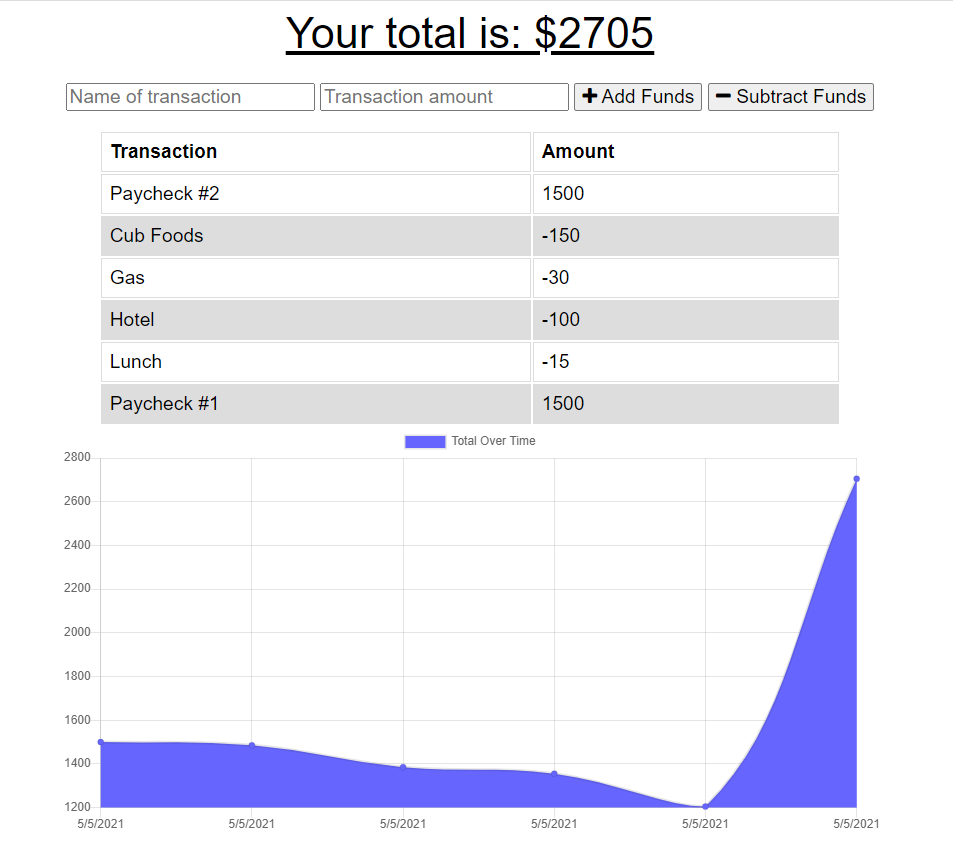 Your total is: $2705
Name of transaction Transaction amount Add Funds Subtract Funds
Transaction Amount
Paycheck #2 1500
Cub Foods -150
Gas -30
Hotel -100
Lunch -15
Paycheck #1 1500
Total Over Time
2800
2600
2400
2200
2000
1800
1600
1400
1200
5/5/2021 5/5/2021 5/5/2021 5/5/2021 5/5/2021 5/5/2021